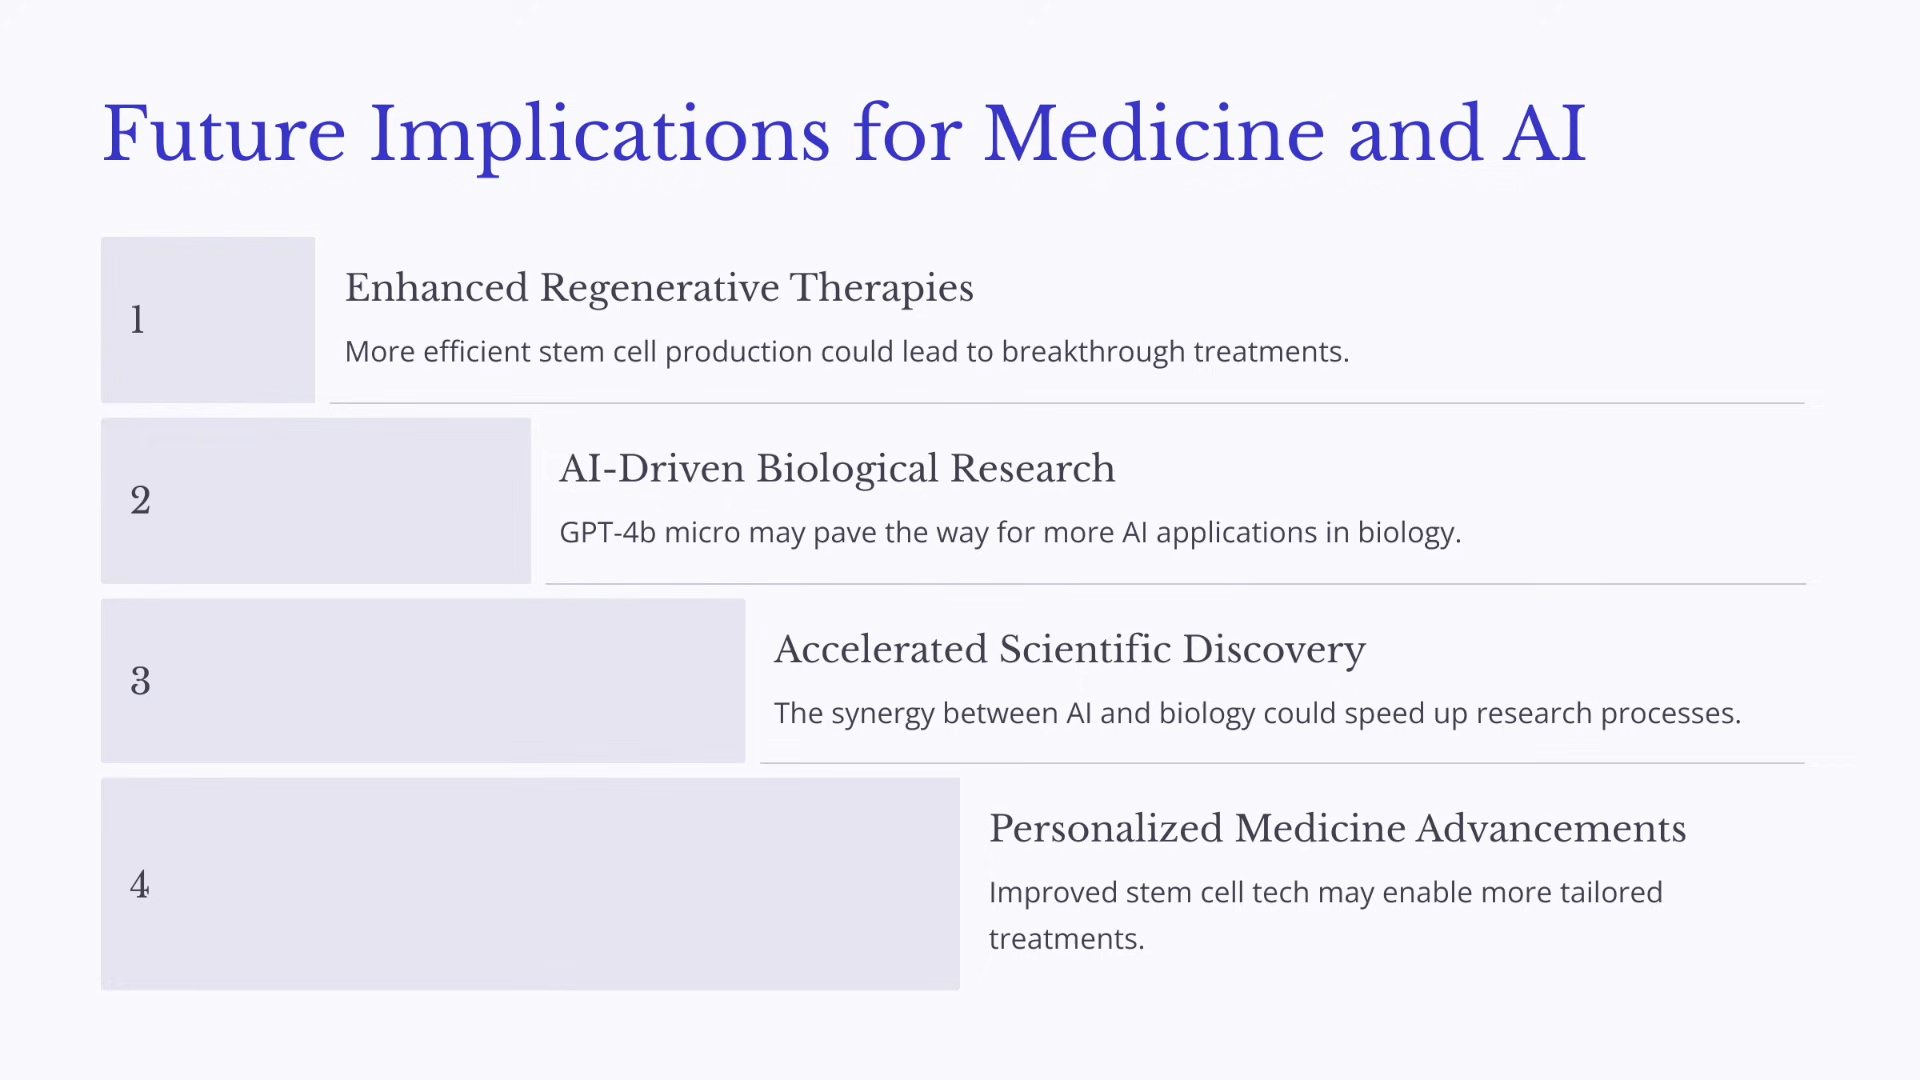 Future Implications for Medicine and AI
1
Enhanced Regenerative Therapies
More efficient stem cell production could lead to breakthrough treatments.
2
AI-Driven Biological Research
GPT-4b micro may pave the way for more AI applications in biology.
3
Accelerated Scientific Discovery
The synergy between AI and biology could speed up research processes.
4
Personalized Medicine Advancements
Improved stem cell tech may enable more tailored
treatments.